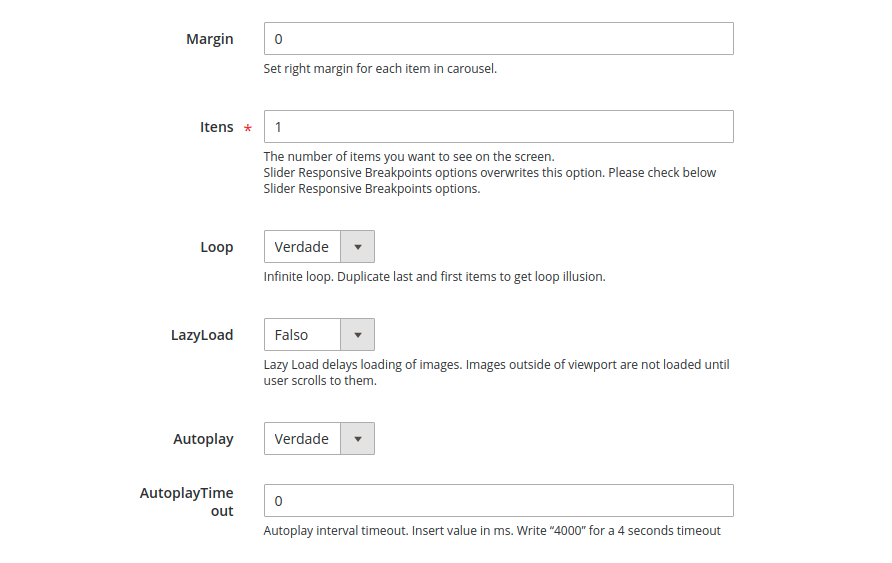 Margin
0
Set right margin for each item in carousel.
Itens *
1
The number of items you want to see on the screen.
Slider Responsive Breakpoints options overwrites this option. Please check below
Slider Responsive Breakpoints options.
Loop
Verdade
Infinite loop. Duplicate last and first items to get loop illusion.
LazyLoad
Falso
Lazy Load delays loading of images. Images outside of viewport are not loaded until
user scrolls to them.
Autoplay
Verdade
AutoplayTime
out
0
Autoplay interval timeout. Insert value in ms. Write “4000” for a 4 seconds timeout